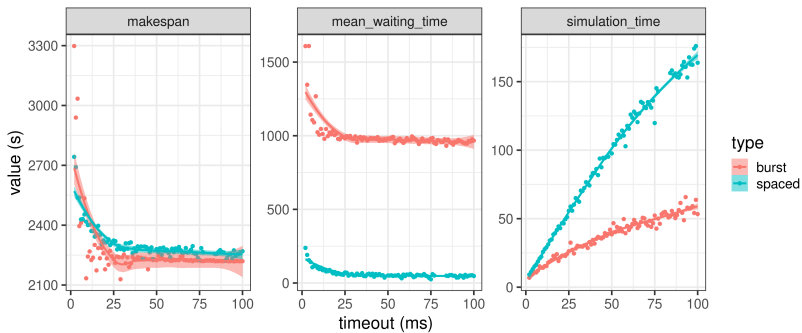 makespan mean_waiting_time simulation_time
value (s)
3300
3000
2700
2400
2100
1500
1000
500
0
150
100
50
0
0 25 50 75 100
0 25 50 75 100
0 25 50 75 100
timeout (ms)
type
burst
spaced